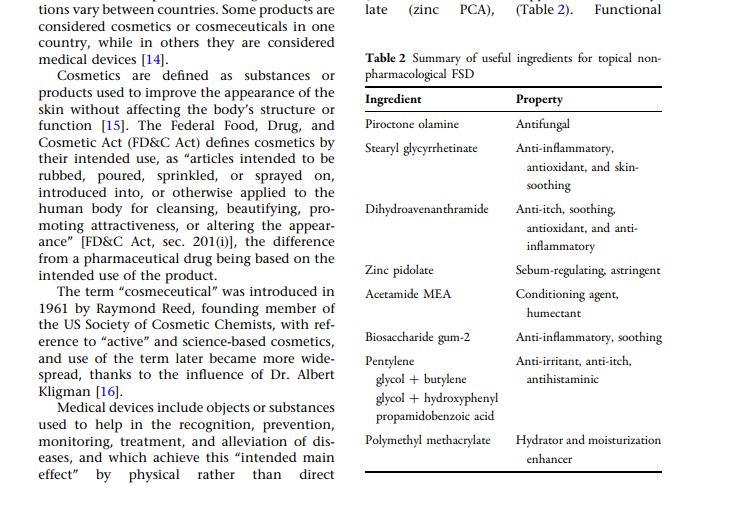 tions vary between countries. Some products are
considered cosmetics or cosmeceuticals in one
country, while in others they are considered
medical devices [14].
Cosmetics are defined as substances or
products used to improve the appearance of the
skin without affecting the body's structure or
function [15]. The Federal Food, Drug, and
Cosmetic Act (FD&C Act) defines cosmetics by
their intended use, as “articles intended to be
rubbed, poured, sprinkled, or sprayed on,
introduced into, or otherwise applied to the
human body for cleansing, beautifying, pro-
moting attractiveness, or altering the appear-
ance” [FD&C Act, sec. 201(i)], the difference
from a pharmaceutical drug being based on the
intended use of the product.
The term “cosmeceutical” was introduced in
1961 by Raymond Reed, founding member of
the US Society of Cosmetic Chemists, with ref-
erence to “active” and science-based cosmetics,
and use of the term later became more wide-
spread, thanks to the influence of Dr. Albert
Kligman [16].
Medical devices include objects or substances
used to help in the recognition, prevention,
monitoring, treatment, and alleviation of dis-
eases, and which achieve this “intended main
effect” by physical rather than direct
late (zinc PCA), (Table 2). Functional
Table 2 Summary of useful ingredients for topical non-
pharmacological FSD
Ingredient Property
Piroctone olamine Antifungal
Stearyl glycyrrhetinate Anti-inflammatory,
antioxidant, and skin-
soothing
Dihydroavenanthramide Anti-itch, soothing,
antioxidant, and anti-
inflammatory
Zinc pidolate Sebum-regulating, astringent
Acetamide MEA Conditioning agent,
humectant
Biosaccharide gum-2 Anti-inflammatory, soothing
Pentylene Anti-irritant, anti-itch,
glycol + butylene antihistaminic
glycol + hydroxyphenyl
propamidobenzoic acid
Polymethyl methacrylate Hydrator and moisturization
enhancer